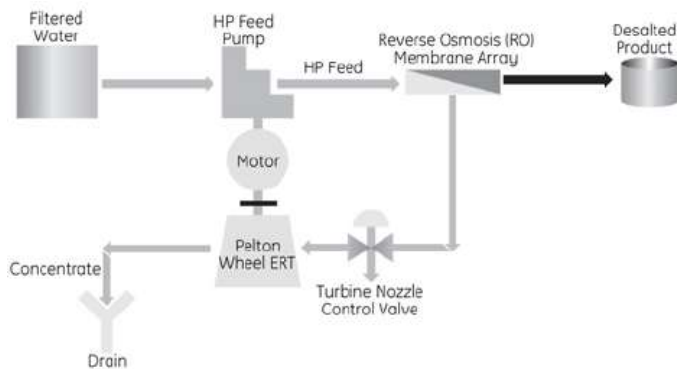 Filtered
Water
HP Feed
Pump
HP Feed
Reverse Osmosis (RO)
Membrane Array
Desalted
Product
Motor
Pelton
Wheel ERT
Turbine Nozzle
Control Valve
Concentrate
Drain